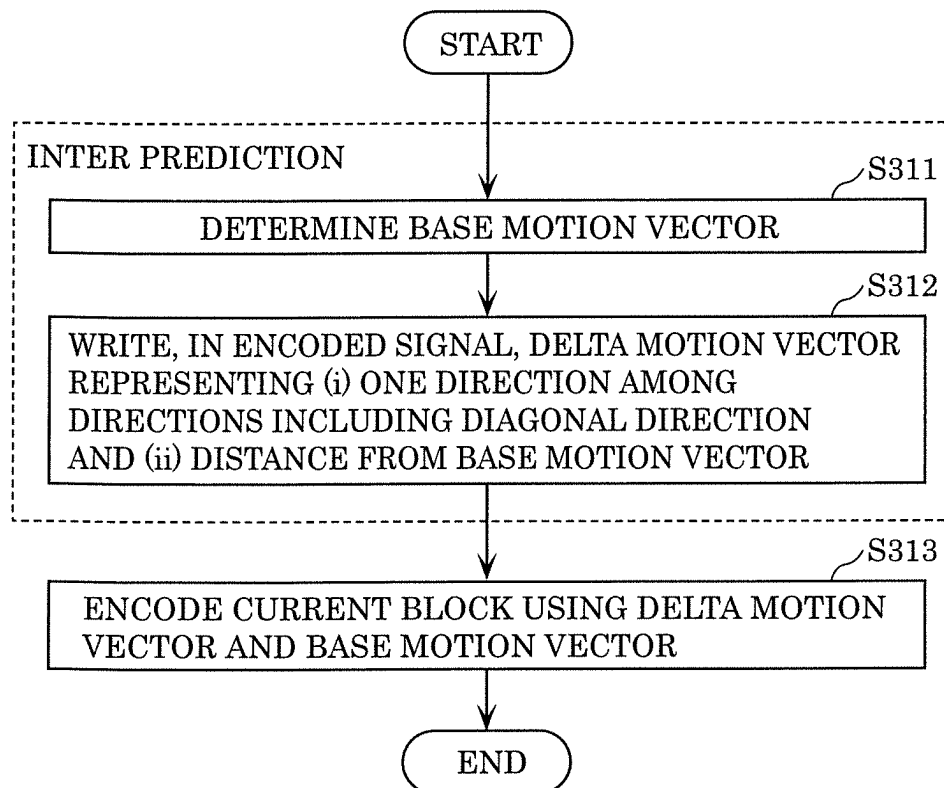 START
INTER PREDICTION
S311
DETERMINE BASE MOTION VECTOR
S312
WRITE, IN ENCODED SIGNAL, DELTA MOTION VECTOR
REPRESENTING (i) ONE DIRECTION AMONG
DIRECTIONS INCLUDING DIAGONAL DIRECTION
AND (ii) DISTANCE FROM BASE MOTION VECTOR
S313
ENCODE CURRENT BLOCK USING DELTA MOTION
VECTOR AND BASE MOTION VECTOR
END